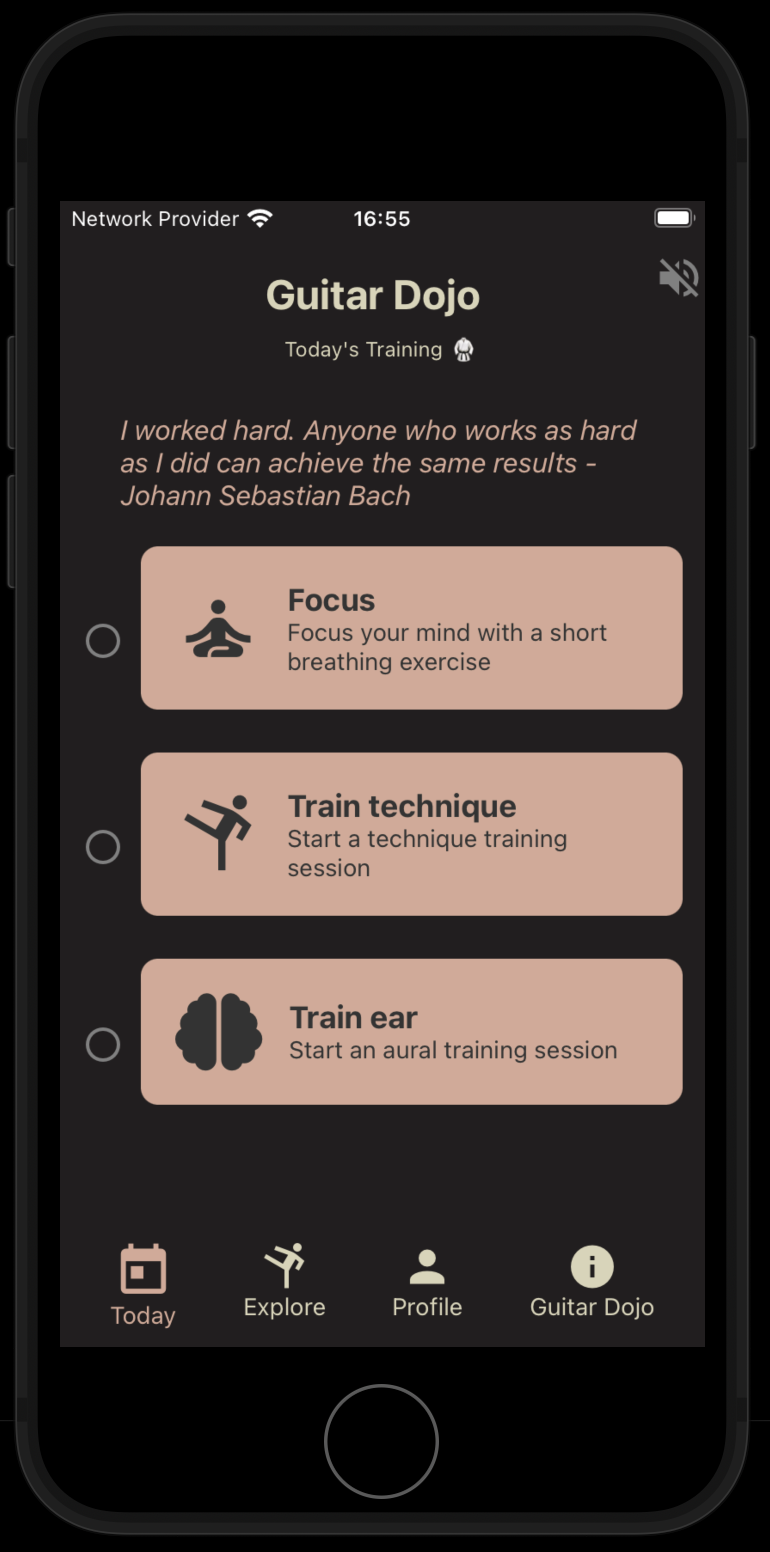 Network Provider 16:55
Guitar Dojo
Today's Training 🥋
I worked hard. Anyone who works as hard
as I did can achieve the same results -
Johann Sebastian Bach
Focus
Focus your mind with a short
breathing exercise
Train technique
Start a technique training
session
Train ear
Start an aural training session
Today Explore Profile Guitar Dojo